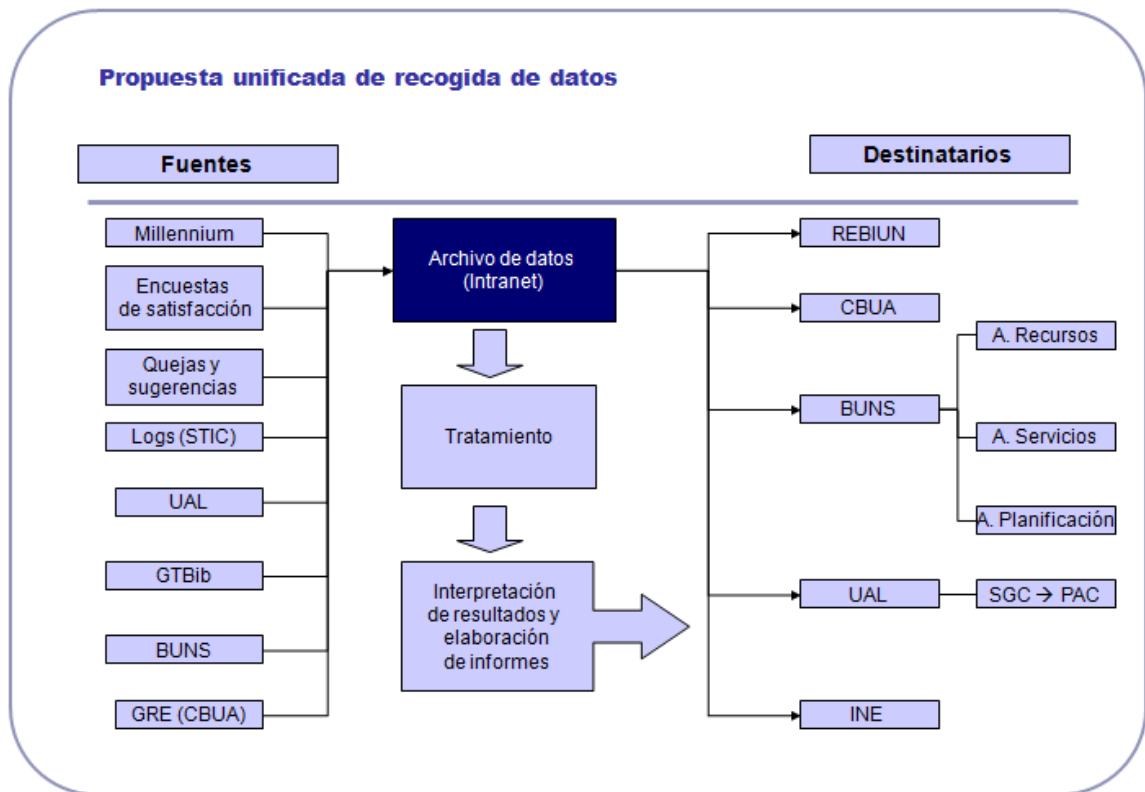 Propuesta unificada de recogida de datos
Fuentes
Destinatarios
Millennium
Encuestas
de satisfacción
Quejas y
sugerencias
Logs (STIC)
UAL
GTBib
BUNS
GRE (CBUA)
Archivo de datos
(Intranet)
Tratamiento
Interpretación
de resultados y
elaboración
de informes
REBIUN
CBUA
BUNS
UAL
INE
A. Recursos
A. Servicios
A. Planificación
SGC → PAC